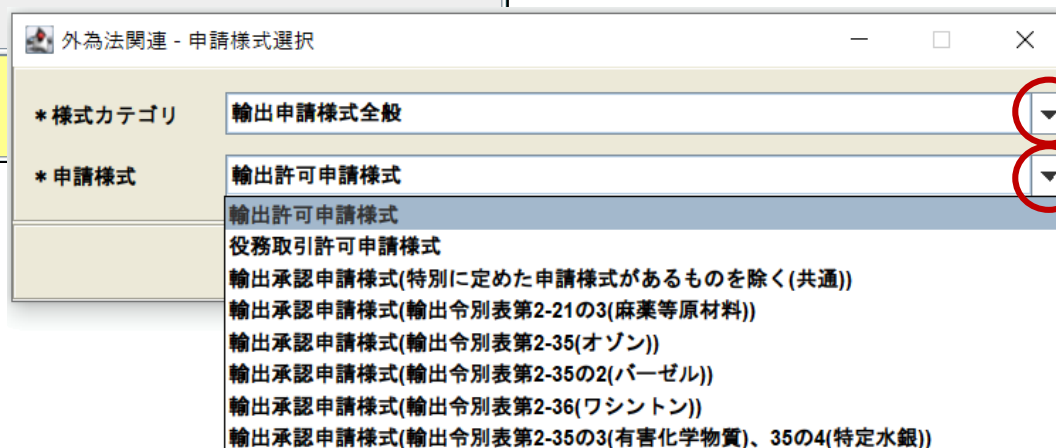 外為法関連 - 申請様式選択
＊様式カテゴリ
輸出申請様式全般
＊申請様式
輸出許可申請様式
輸出許可申請様式
役務取引許可申請様式
輸出承認申請様式(特別に定めた申請様式があるものを除く(共通))
輸出承認申請様式(輸出令別表第2-21の3(麻薬等原材料))
輸出承認申請様式(輸出令別表第2-35(オゾン))
輸出承認申請様式(輸出令別表第2-35の2(バーゼル))
輸出承認申請様式(輸出令別表第2-36(ワシントン))
輸出承認申請様式(輸出令別表第2-35の3(有害化学物質)、35の4(特定水銀))